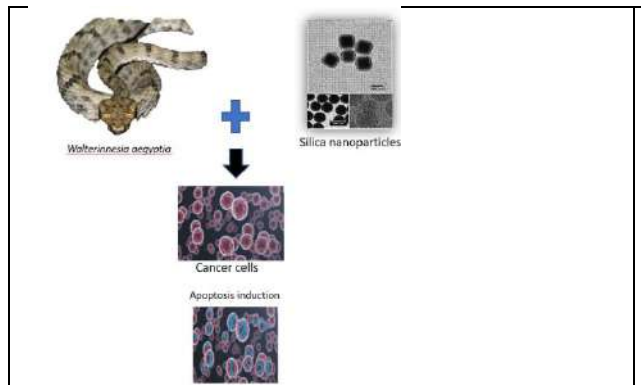 Walterinnesia aegyptia
Silica nanoparticles
Cancer cells
Apoptosis induction